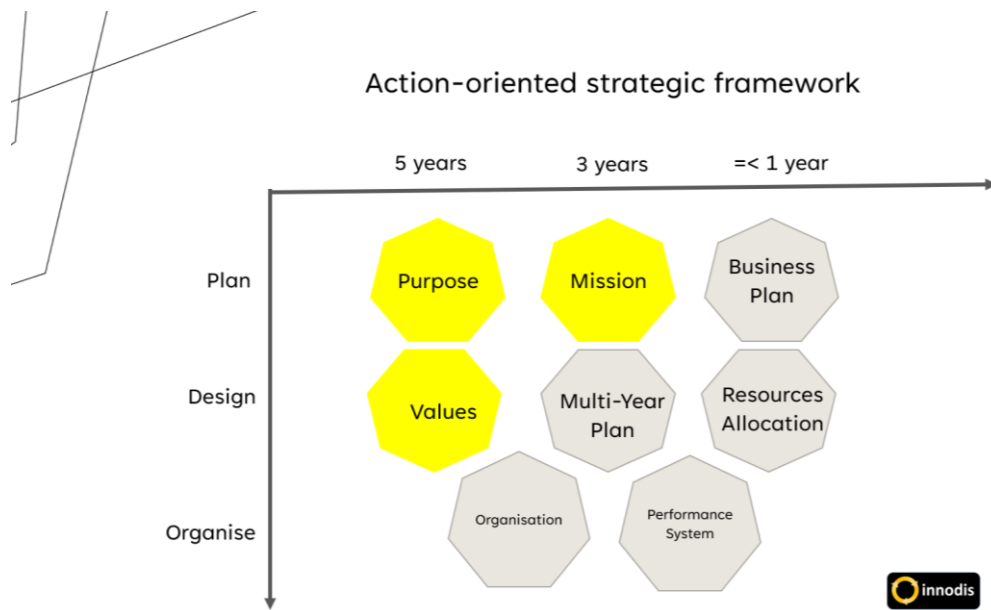 Action-oriented strategic framework
5 years 3 years =< 1 year
Plan
Purpose
Mission
Business
Plan
Design
Values
Multi-Year
Plan
Resources
Allocation
Organise
Organisation
Performance
System
innodis